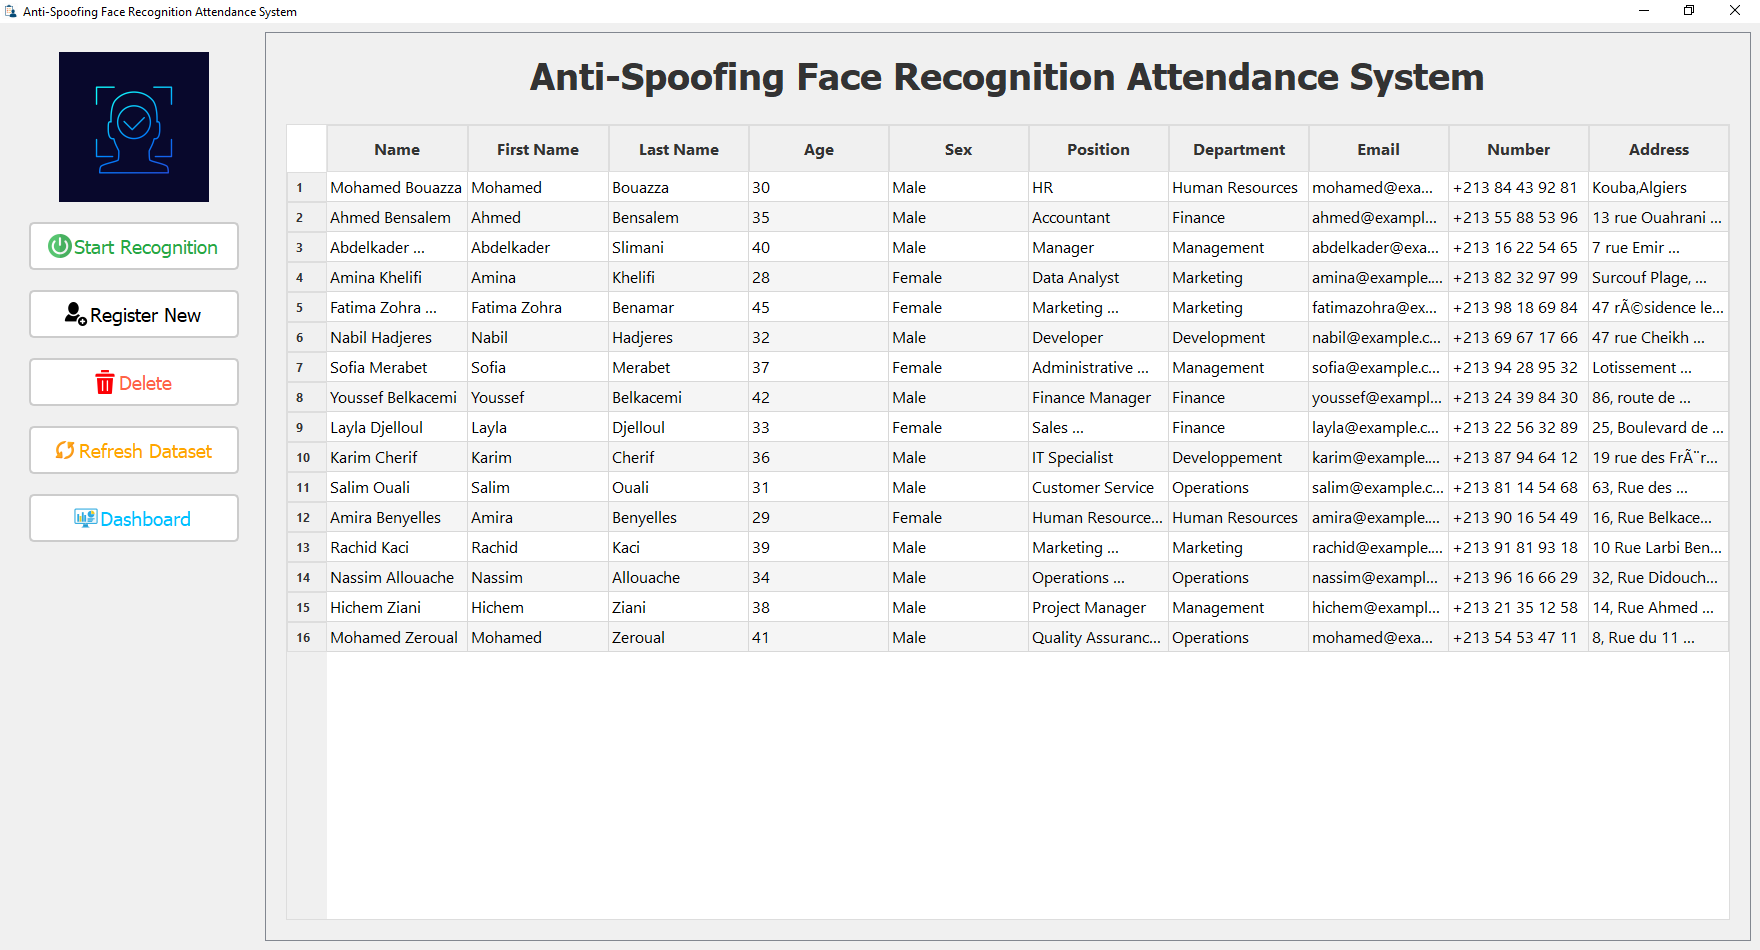 Anti-Spoofing Face Recognition Attendance System
Start Recognition
Register New
Delete
Refresh Dataset
Dashboard
Anti-Spoofing Face Recognition Attendance System
Name First Name Last Name Age Sex Position Department Email Number Address
1 Mohamed Bouazza Mohamed Bouazza 30 Male HR Human Resources mohamed@exa... +213 84 43 92 81 Kouba,Algiers
2 Ahmed Bensalem Ahmed Bensalem 35 Male Accountant Finance ahmed@exampl... +213 55 88 53 96 13 rue Ouahrani ...
3 Abdelkader ... Abdelkader Slimani 40 Male Manager Management abdelkader@exa... +213 16 22 54 65 7 rue Emir ...
4 Amina Khelifi Amina Khelifi 28 Female Data Analyst Marketing amina@example.... +213 82 32 97 99 Surcouf Plage, ...
5 Fatima Zohra ... Fatima Zohra Benamar 45 Female Marketing ... Marketing fatimazohra@ex... +213 98 18 69 84 47 rÃ©sidence le...
6 Nabil Hadjeres Nabil Hadjeres 32 Male Developer Development nabil@example.c... +213 69 67 17 66 47 rue Cheikh ...
7 Sofia Merabet Sofia Merabet 37 Female Administrative ... Management sofia@example.c... +213 94 28 95 32 Lotissement ...
8 Youssef Belkacemi Youssef Belkacemi 42 Male Finance Manager Finance youssef@exampl... +213 24 39 84 30 86, route de ...
9 Layla Djelloul Layla Djelloul 33 Female Sales ... Finance layla@example.c... +213 22 56 32 89 25, Boulevard de ...
10 Karim Cherif Karim Cherif 36 Male IT Specialist Developpement karim@example.... +213 87 94 64 12 19 rue des FrÃ¨r...
11 Salim Ouali Salim Ouali 31 Male Customer Service Operations salim@example.c... +213 81 14 54 68 63, Rue des ...
12 Amira Benyelles Amira Benyelles 29 Female Human Resource... Human Resources amira@example.... +213 90 16 54 49 16, Rue Belkace...
13 Rachid Kaci Rachid Kaci 39 Male Marketing ... Marketing rachid@example.... +213 91 81 93 18 10 Rue Larbi Ben...
14 Nassim Allouache Nassim Allouache 34 Male Operations ... Operations nassim@exampl... +213 96 16 66 29 32, Rue Didouch...
15 Hichem Ziani Hichem Ziani 38 Male Project Manager Management hichem@exampl... +213 21 35 12 58 14, Rue Ahmed ...
16 Mohamed Zeroual Mohamed Zeroual 41 Male Quality Assuranc... Operations mohamed@exa... +213 54 53 47 11 8, Rue du 11 ...